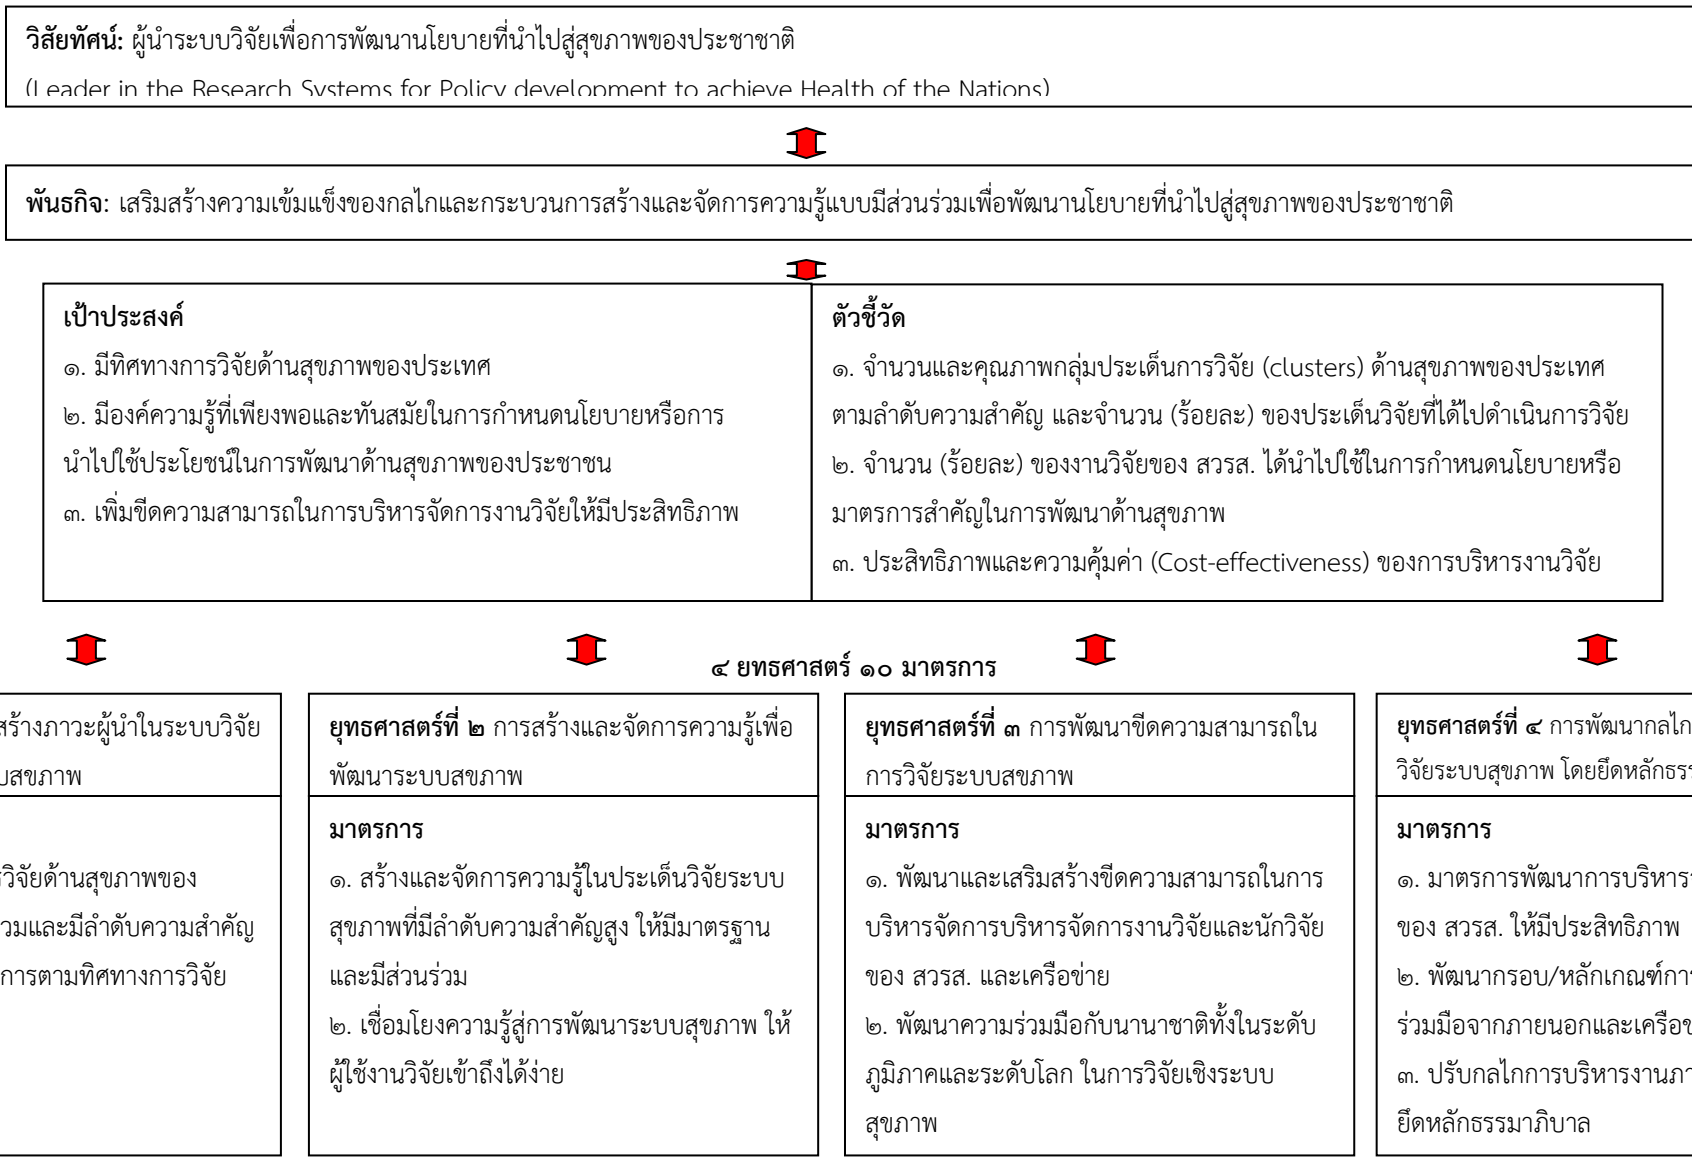 วิสัยทัศน์: ผู้นำระบบวิจัยเพื่อการพัฒนานโยบายที่นำไปสู่สุขภาพของประชาชาติ
(Leader in the Research Systems for Policy development to achieve Health of the Nations)
พันธกิจ: เสริมสร้างความเข้มแข็งของกลไกและกระบวนการสร้างและจัดการความรู้แบบมีส่วนร่วมเพื่อพัฒนานโยบายที่นำไปสู่สุขภาพของประชาชาติ
เป้าประสงค์
๑. มีทิศทางการวิจัยด้านสุขภาพของประเทศ
๒. มีองค์ความรู้ที่เพียงพอและทันสมัยในการกำหนดนโยบายหรือการ
นำไปใช้ประโยชน์ในการพัฒนาด้านสุขภาพของประชาชน
๓. เพิ่มขีดความสามารถในการบริหารจัดการงานวิจัยให้มีประสิทธิภาพ
ตัวชี้วัด
๑. จำนวนและคุณภาพกลุ่มประเด็นการวิจัย (clusters) ด้านสุขภาพของประเทศ
ตามลำดับความสำคัญ และจำนวน (ร้อยละ) ของประเด็นวิจัยที่ได้ไปดำเนินการวิจัย
๒. จำนวน (ร้อยละ) ของงานวิจัยของ สวรส. ได้นำไปใช้ในการกำหนดนโยบายหรือ
มาตรการสำคัญในการพัฒนาด้านสุขภาพ
๓. ประสิทธิภาพและความคุ้มค่า (Cost-effectiveness) ของการบริหารงานวิจัย
๔ ยุทธศาสตร์ ๑๐ มาตรการ
สร้างภาวะผู้นำในระบบวิจัย
บสุขภาพ
วิจัยด้านสุขภาพของ
วมและมีลำดับความสำคัญ
การตามทิศทางการวิจัย
ยุทธศาสตร์ที่ ๒ การสร้างและจัดการความรู้เพื่อ
พัฒนาระบบสุขภาพ
มาตรการ
๑. สร้างและจัดการความรู้ในประเด็นวิจัยระบบ
สุขภาพที่มีลำดับความสำคัญสูง ให้มีมาตรฐาน
และมีส่วนร่วม
๒. เชื่อมโยงความรู้สู่การพัฒนาระบบสุขภาพ ให้
ผู้ใช้งานวิจัยเข้าถึงได้ง่าย
ยุทธศาสตร์ที่ ๓ การพัฒนาขีดความสามารถใน
การวิจัยระบบสุขภาพ
มาตรการ
๑. พัฒนาและเสริมสร้างขีดความสามารถในการ
บริหารจัดการบริหารจัดการงานวิจัยและนักวิจัย
ของ สวรส. และเครือข่าย
๒. พัฒนาความร่วมมือกับนานาชาติทั้งในระดับ
ภูมิภาคและระดับโลก ในการวิจัยเชิงระบบ
สุขภาพ
ยุทธศาสตร์ที่ ๔ การพัฒนากลไก
วิจัยระบบสุขภาพ โดยยึดหลักธรร
มาตรการ
๑. มาตรการพัฒนาการบริหาร
ของ สวรส. ให้มีประสิทธิภาพ
๒. พัฒนากรอบ/หลักเกณฑ์การ
ร่วมมือจากภายนอกและเครือข
๓. ปรับกลไกการบริหารงานภา
ยึดหลักธรรมาภิบาล